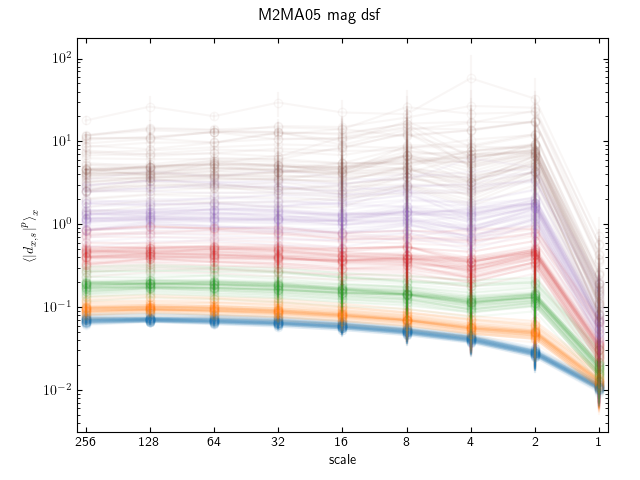 M2MA05 mag dsf
⟨|d_{x,s}|^p⟩_x
10^2
10^1
10^0
10^{-1}
10^{-2}
256 128 64 32 16 8 4 2 1
scale